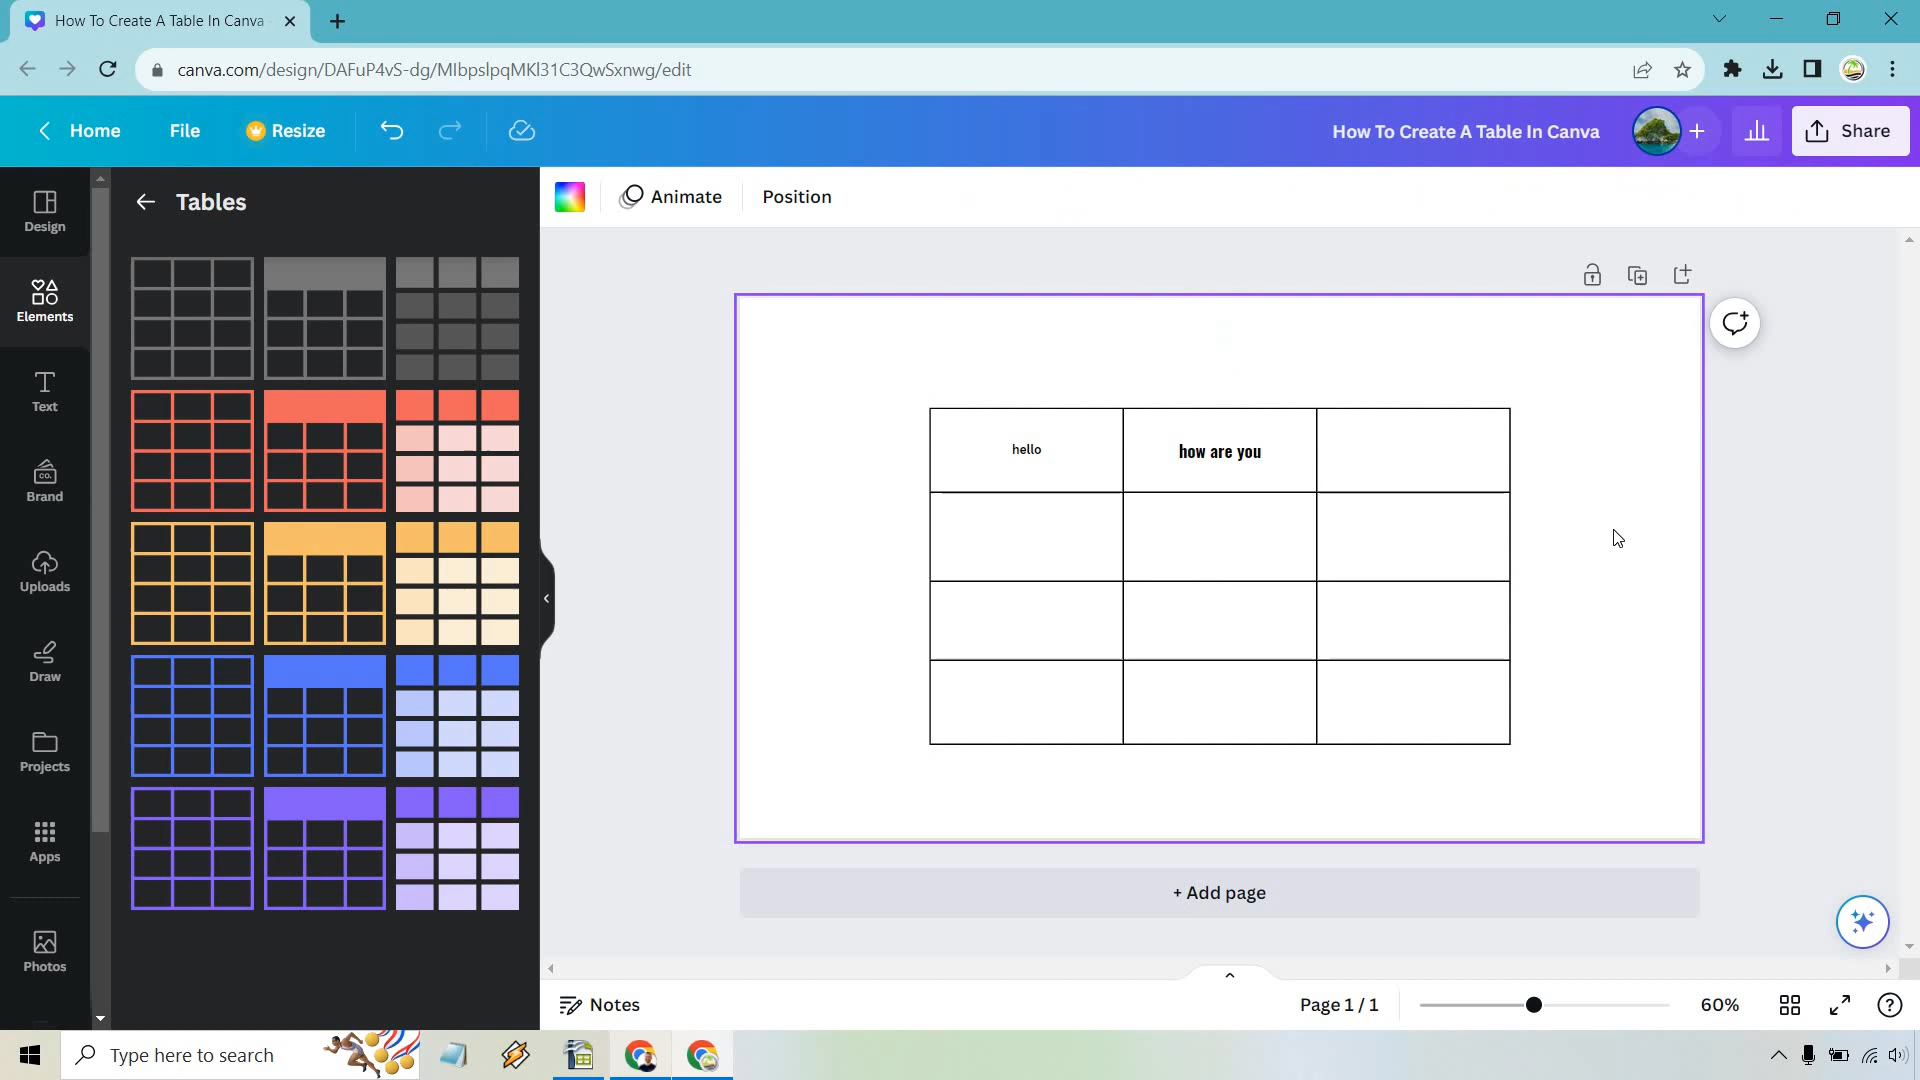 How To Create A Table In Canva
canva.com/design/DAFuP4vS-dg/MIbpslpqMKl31C3QwSxnwg/edit
Home
File
Resize
How To Create A Table In Canva
Share
Design
Elements
Text
CO.
Brand
Uploads
Draw
Projects
Apps
Photos
Tables
Animate
Position
hello
how are you
+ Add page
Notes
Page 1 / 1
60%
Type here to search